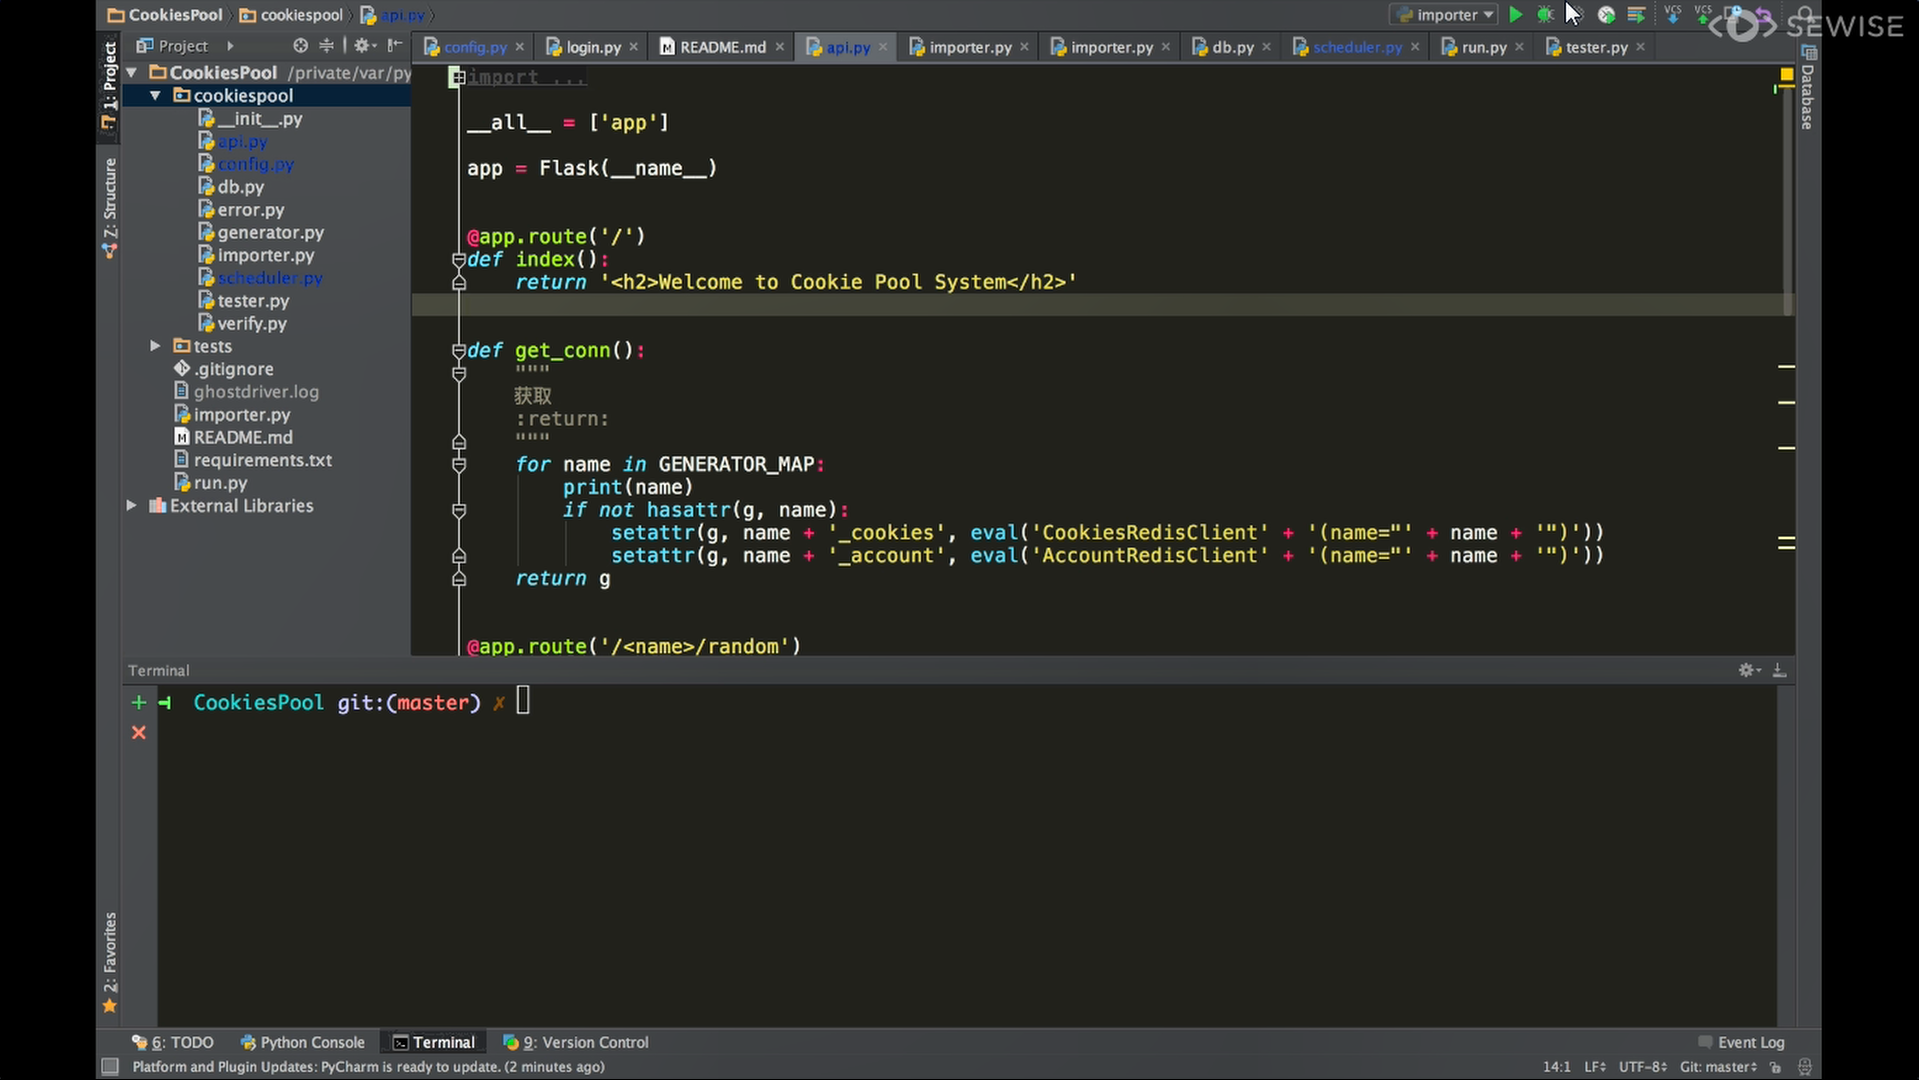 CookiesPool cookiespool api.py
importer
SEWISE
Project
config.py login.py README.md api.py importer.py importer.py db.py scheduler.py run.py tester.py
1: Project
Z: Structure
2: Favorites
Database
CookiesPool /private/var/py
cookiespool
__init__.py
api.py
config.py
db.py
error.py
generator.py
importer.py
scheduler.py
tester.py
verify.py
tests
.gitignore
ghostdriver.log
importer.py
README.md
requirements.txt
run.py
External Libraries
import ...
__all__ = ['app']
app = Flask(__name__)
@app.route('/')
def index():
return '<h2>Welcome to Cookie Pool System</h2>'
def get_conn():
"""
获取
:return:
"""
for name in GENERATOR_MAP:
print(name)
if not hasattr(g, name):
setattr(g, name + '_cookies', eval('CookiesRedisClient' + '(name="' + name + '")'))
setattr(g, name + '_account', eval('AccountRedisClient' + '(name="' + name + '")'))
return g
@app.route('/<name>/random')
Terminal
CookiesPool git:(master) ✗
6: TODO Python Console Terminal 9: Version Control Event Log
Platform and Plugin Updates: PyCharm is ready to update. (2 minutes ago) 14:1 LF UTF-8 Git: master